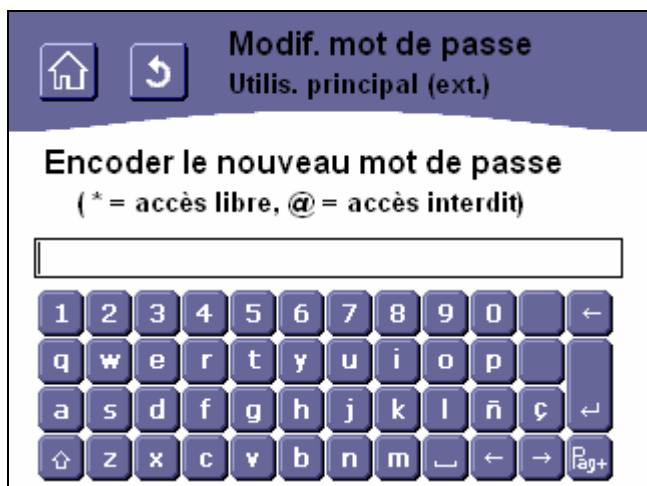 Modif. mot de passe
Utilis. principal (ext.)
Encoder le nouveau mot de passe
( * = accès libre, @ = accès interdit)
1 2 3 4 5 6 7 8 9 0 ←
q w e r t y u i o p
a s d f g h j k l ñ ç ↵
⇧ z x c v b n m ⎵ ← → Pag+